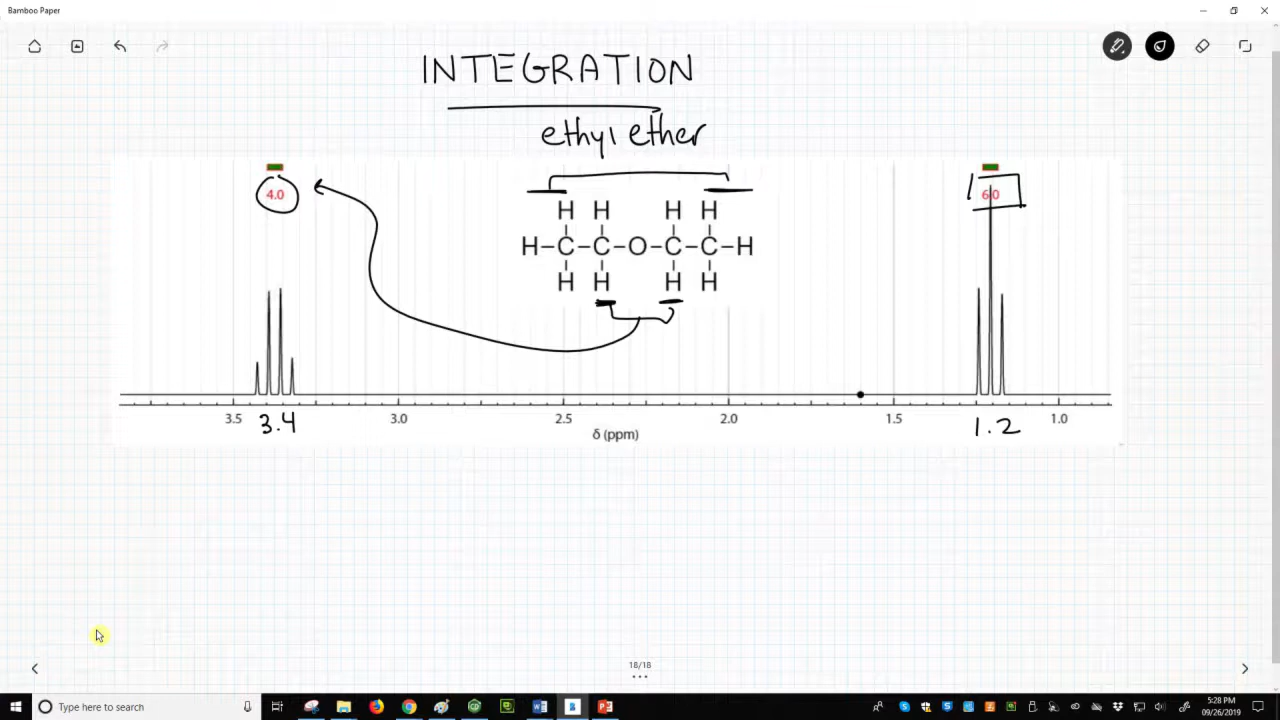 Bamboo Paper
INTEGRATION
ethyl ether
4.0
6.0
H H H H
H-C-C-O-C-C-H
H H H H
3.5 3.0 2.5 2.0 1.5 1.0
3.4 1.2
δ (ppm)
18/18
Type here to search
5:28 PM
09/26/2019